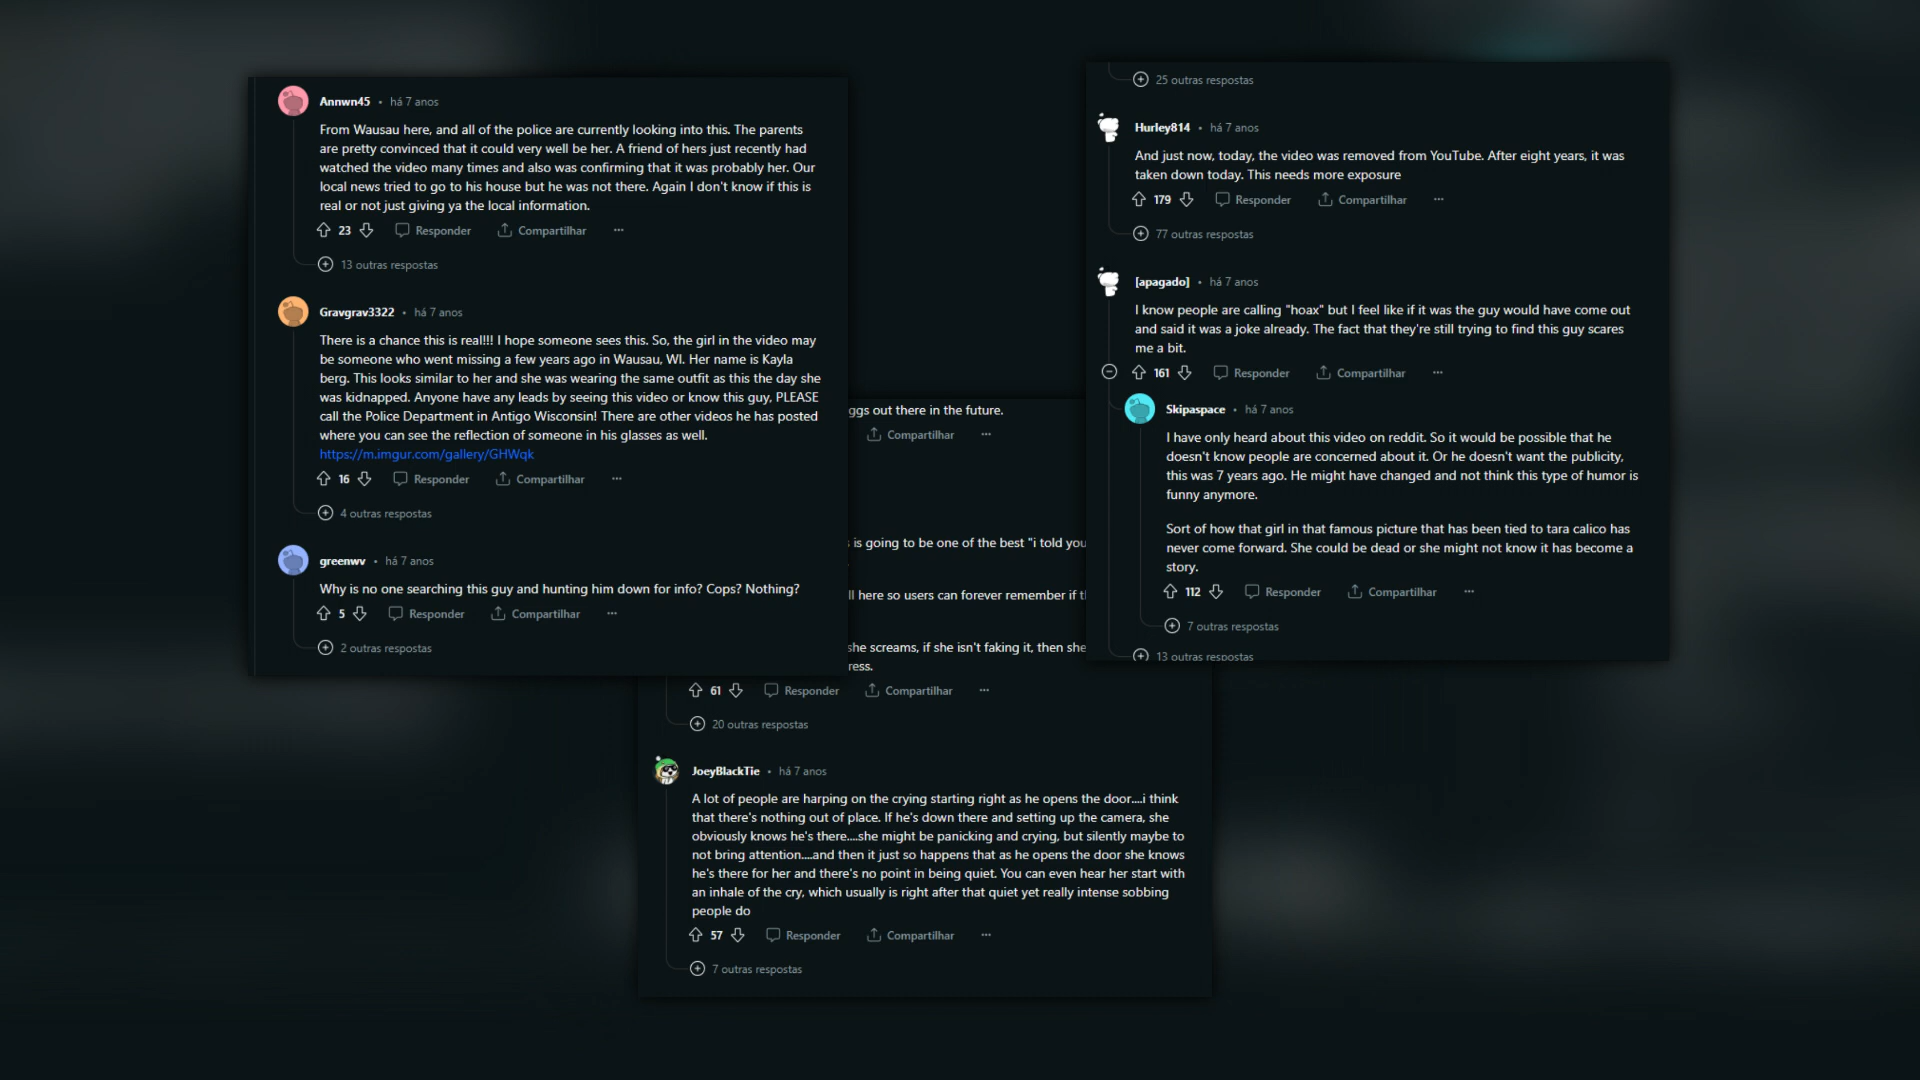 Annwn45 • há 7 anos
From Wausau here, and all of the police are currently looking into this. The parents
are pretty convinced that it could very well be her. A friend of hers just recently had
watched the video many times and also was confirming that it was probably her. Our
local news tried to go to his house but he was not there. Again I don't know if this is
real or not just giving ya the local information.
23 Responder Compartilhar ...
13 outras respostas
Gravgrav3322 • há 7 anos
There is a chance this is real!!! I hope someone sees this. So, the girl in the video may
be someone who went missing a few years ago in Wausau, WI. Her name is Kayla
berg. This looks similar to her and she was wearing the same outfit as this the day she
was kidnapped. Anyone have any leads by seeing this video or know this guy, PLEASE
call the Police Department in Antigo Wisconsin! There are other videos he has posted
where you can see the reflection of someone in his glasses as well.
https://m.imgur.com/gallery/GHWqk
16 Responder Compartilhar ...
4 outras respostas
greenwv • há 7 anos
Why is no one searching this guy and hunting him down for info? Cops? Nothing?
5 Responder Compartilhar ...
2 outras respostas
ggs out there in the future.
Compartilhar ...
is going to be one of the best "i told you
ll here so users can forever remember if
she screams, if she isn't faking it, then she
ress.
61 Responder Compartilhar ...
20 outras respostas
JoeyBlackTie • há 7 anos
A lot of people are harping on the crying starting right as he opens the door....i think
that there's nothing out of place. If he's down there and setting up the camera, she
obviously knows he's there....she might be panicking and crying, but silently maybe to
not bring attention....and then it just so happens that as he opens the door she knows
he's there for her and there's no point in being quiet. You can even hear her start with
an inhale of the cry, which usually is right after that quiet yet really intense sobbing
people do
57 Responder Compartilhar ...
7 outras respostas
25 outras respostas
Hurley814 • há 7 anos
And just now, today, the video was removed from YouTube. After eight years, it was
taken down today. This needs more exposure
179 Responder Compartilhar ...
77 outras respostas
[apagado] • há 7 anos
I know people are calling "hoax" but I feel like if it was the guy would have come out
and said it was a joke already. The fact that they're still trying to find this guy scares
me a bit.
161 Responder Compartilhar ...
Skipaspace • há 7 anos
I have only heard about this video on reddit. So it would be possible that he
doesn't know people are concerned about it. Or he doesn't want the publicity,
this was 7 years ago. He might have changed and not think this type of humor is
funny anymore.
Sort of how that girl in that famous picture that has been tied to tara calico has
never come forward. She could be dead or she might not know it has become a
story.
112 Responder Compartilhar ...
7 outras respostas
13 outras respostas